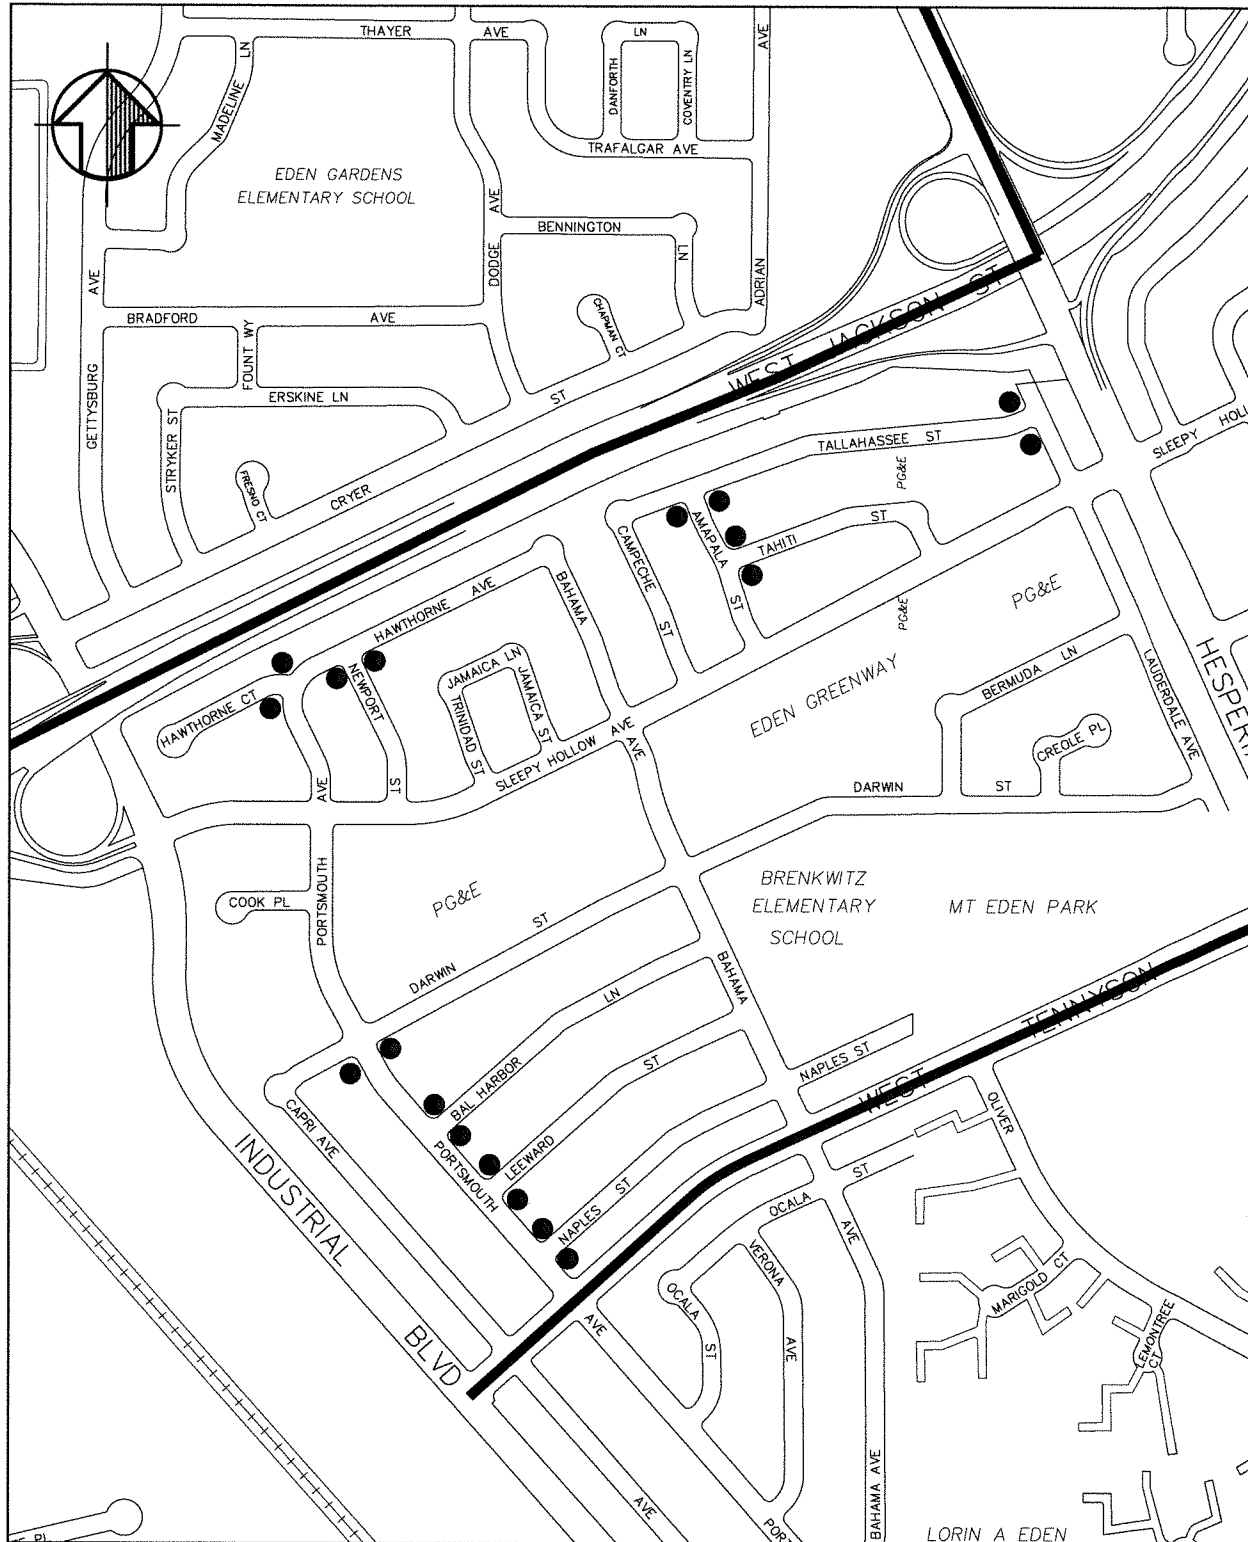 THAYER AVE
LN
AVE
MADELINE LN
DANFORTH
COVENTRY LN
TRAFALGAR AVE
EDEN GARDENS
ELEMENTARY SCHOOL
DODGE AVE
BENNINGTON
LN
ADRIAN
GETTYSBURG AVE
BRADFORD AVE
FOUNT WY
CHAPMAN CT
WEST JACKSON ST
ERSKINE LN
STRYKER ST
CRYER ST
FRESNO CT
TALLAHASSEE ST
SLEEPY HOLL
PG&E
CAMPECHE ST
AMAPALA ST
TAHITI ST
PG&E
PG&E
HAWTHORNE AVE
BAHAMA
HAWTHORNE CT
NEWPORT ST
JAMAICA LN
JAMAICA ST
TRINIDAD ST
SLEEPY HOLLOW AVE
AVE
EDEN GREENWAY
BERMUDA LN
LAUDERDALE AVE
HESPERI
CREOLE PL
DARWIN ST
AVE
PORTSMOUTH
COOK PL
PG&E
DARWIN ST
BRENKWITZ
ELEMENTARY
SCHOOL
MT EDEN PARK
BAHAMA
BAL HARBOR LN
LEEWARD ST
NAPLES ST
NAPLES ST
WEST TENNYSON
CAPRI AVE
PORTSMOUTH
INDUSTRIAL BLVD
OLIVER
OCALA ST
AVE
VERONA AVE
OCALA ST
AVE
MARIGOLD CT
LEMONTREE CT
AVE
PORT
BAHAMA AVE
PL
LORIN A EDEN